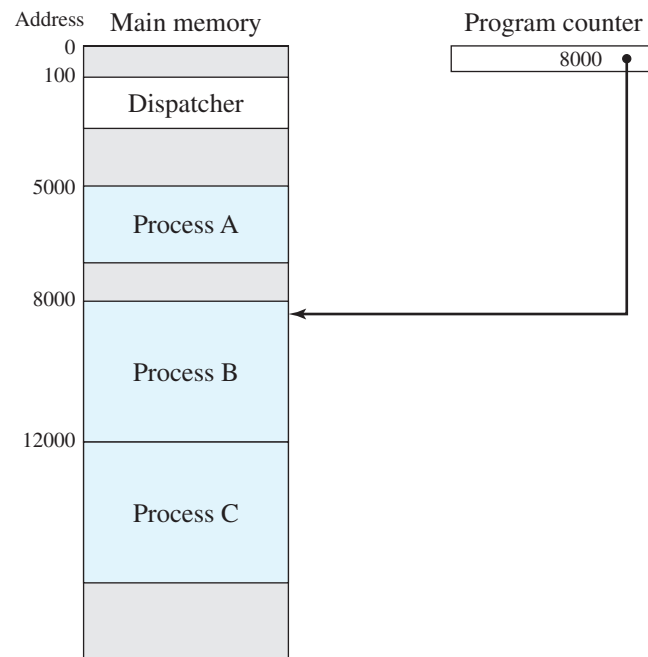 Address
Main memory
Program counter
0
8000
100
Dispatcher
5000
Process A
8000
Process B
12000
Process C